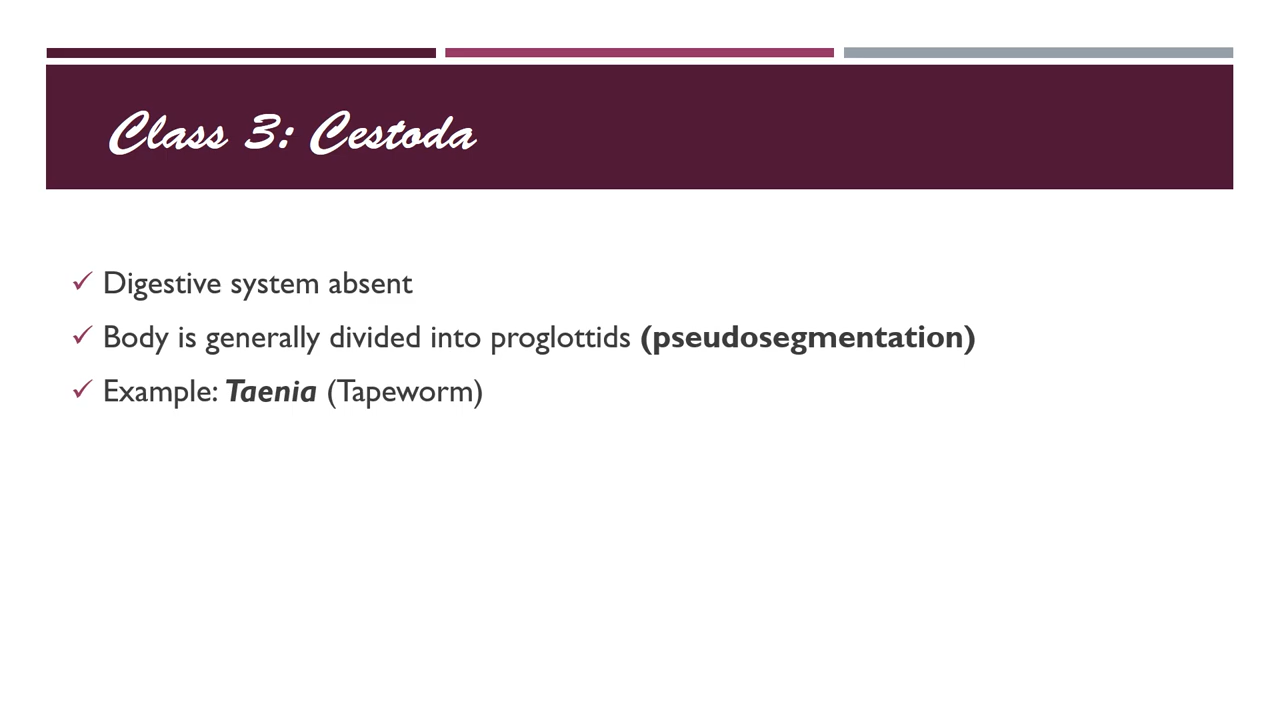 Class 3: Cestoda
✓ Digestive system absent
✓ Body is generally divided into proglottids (pseudosegmentation)
✓ Example: Taenia (Tapeworm)